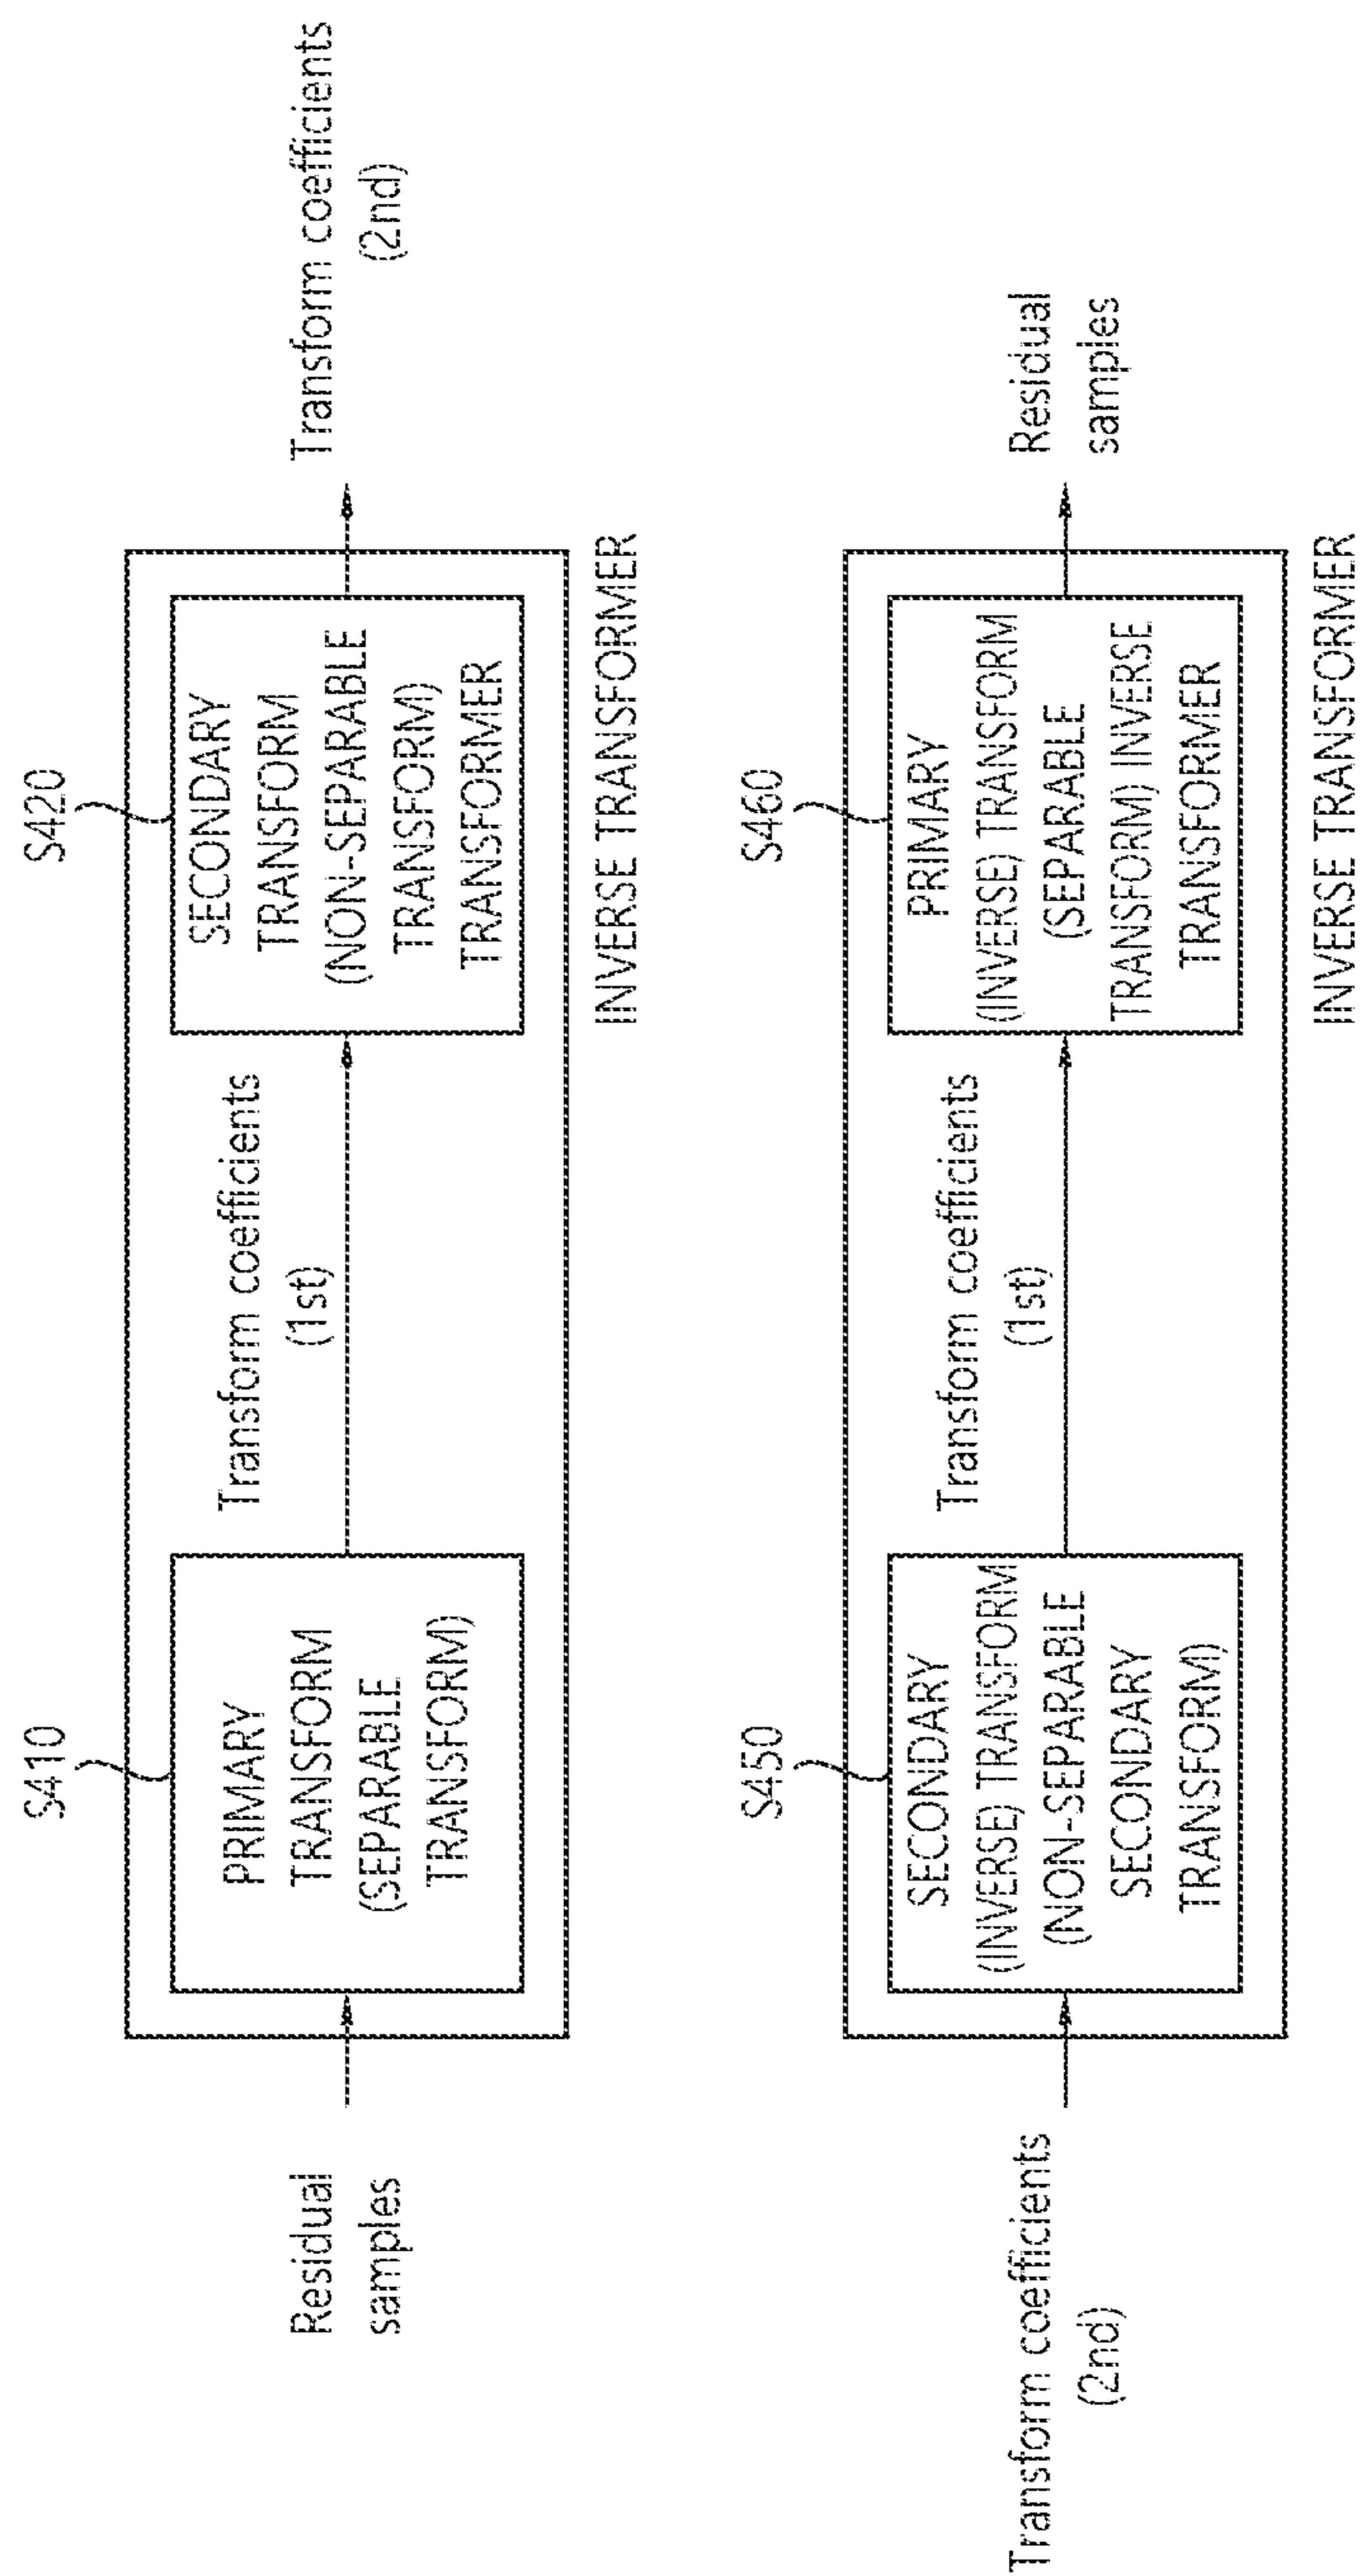 S410
S420
Residual
samples
PRIMARY
TRANSFORM
(SEPARABLE
TRANSFORM)
Transform coefficients
(1st)
SECONDARY
TRANSFORM
(NON-SEPARABLE
TRANSFORM)
TRANSFORMER
Transform coefficients
(2nd)
INVERSE TRANSFORMER
S450
S460
Transform coefficients
(2nd)
SECONDARY
(INVERSE) TRANSFORM
(NON-SEPARABLE
SECONDARY
TRANSFORM)
Transform coefficients
(1st)
PRIMARY
(INVERSE) TRANSFORM
(SEPARABLE
TRANSFORM) INVERSE
TRANSFORMER
Residual
samples
INVERSE TRANSFORMER